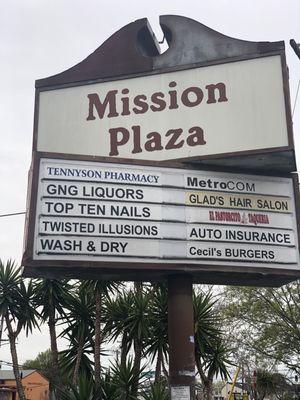 Mission
Plaza
TENNYSON PHARMACY
GNG LIQUORS
TOP TEN NAILS
TWISTED ILLUSIONS
WASH & DRY
MetroCOM
GLAD'S HAIR SALON
EL PASTORCITO TAQUERIA
AUTO INSURANCE
Cecil's BURGERS